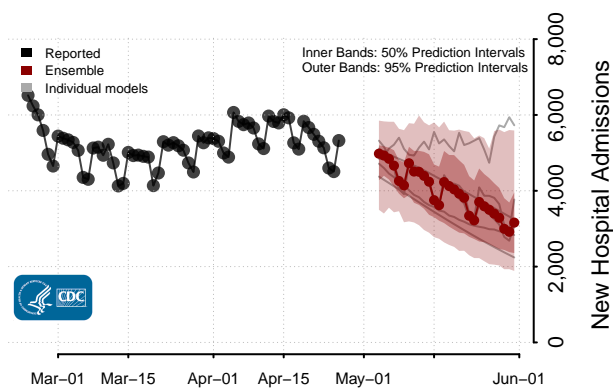 Reported
Ensemble
Individual models
Inner Bands: 50% Prediction Intervals
Outer Bands: 95% Prediction Intervals
8,000
6,000
4,000
2,000
0
New Hospital Admissions
CDC
Mar−01
Mar−15
Apr−01
Apr−15
May−01
Jun−01